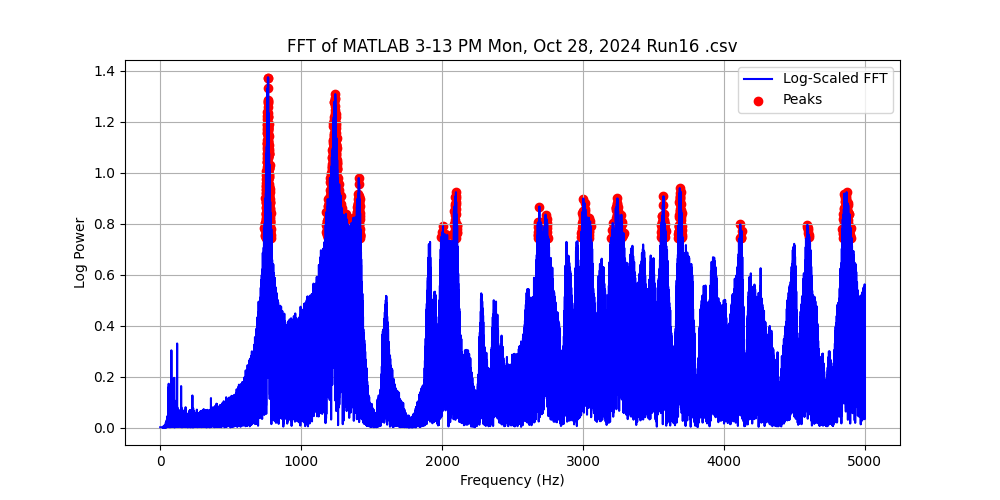 FFT of MATLAB 3-13 PM Mon, Oct 28, 2024 Run16 .csv
Log-Scaled FFT
Peaks
1.4
1.2
1.0
0.8
0.6
0.4
0.2
0.0
Log Power
0 1000 2000 3000 4000 5000
Frequency (Hz)